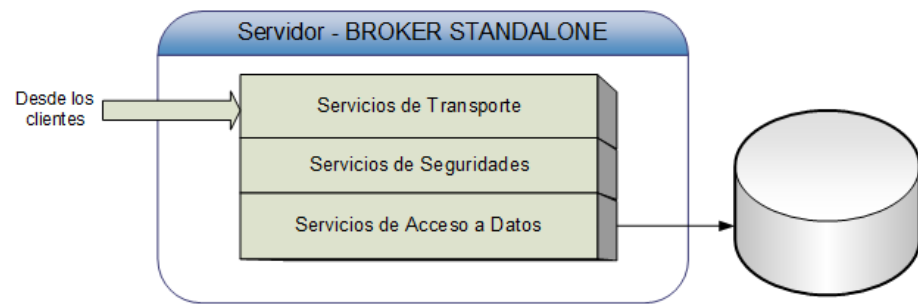 Servidor - BROKER STANDALONE
Desde los
clientes
Servicios de Transporte
Servicios de Seguridades
Servicios de Acceso a Datos